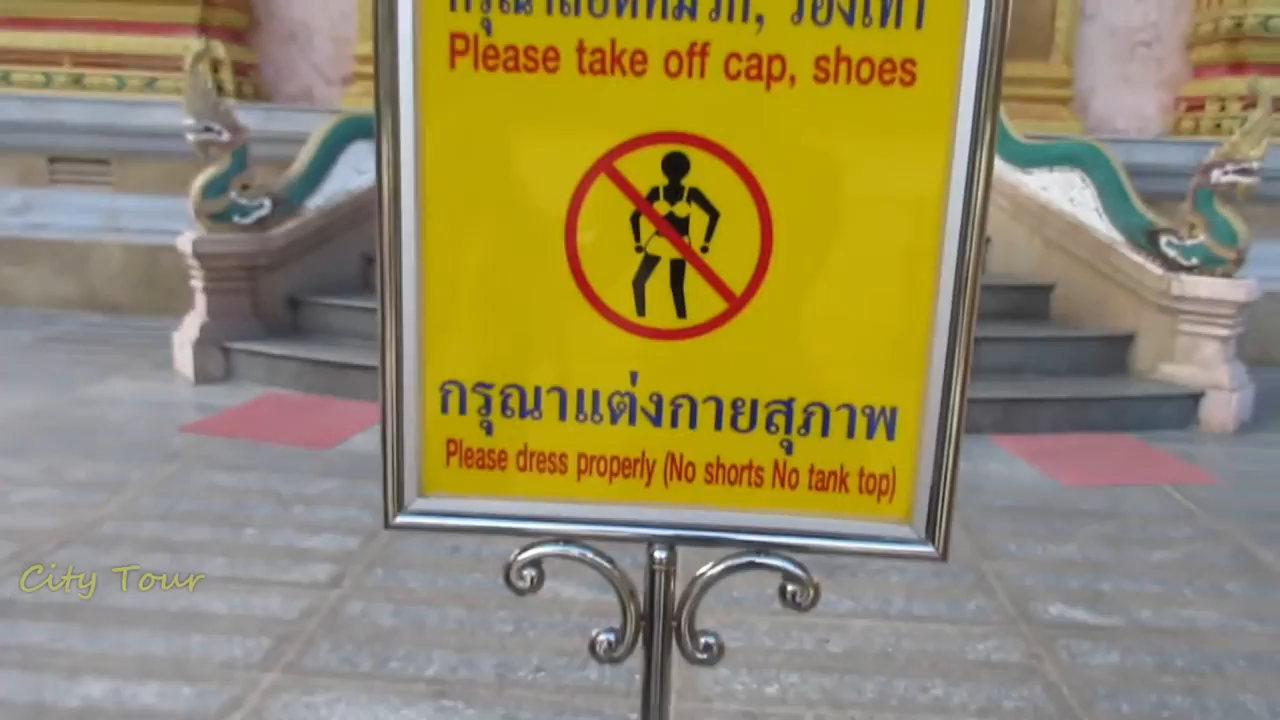 กรุณาถอดหมวก, รองเท้า
Please take off cap, shoes
กรุณาแต่งกายสุภาพ
Please dress properly (No shorts No tank top)
City Tour